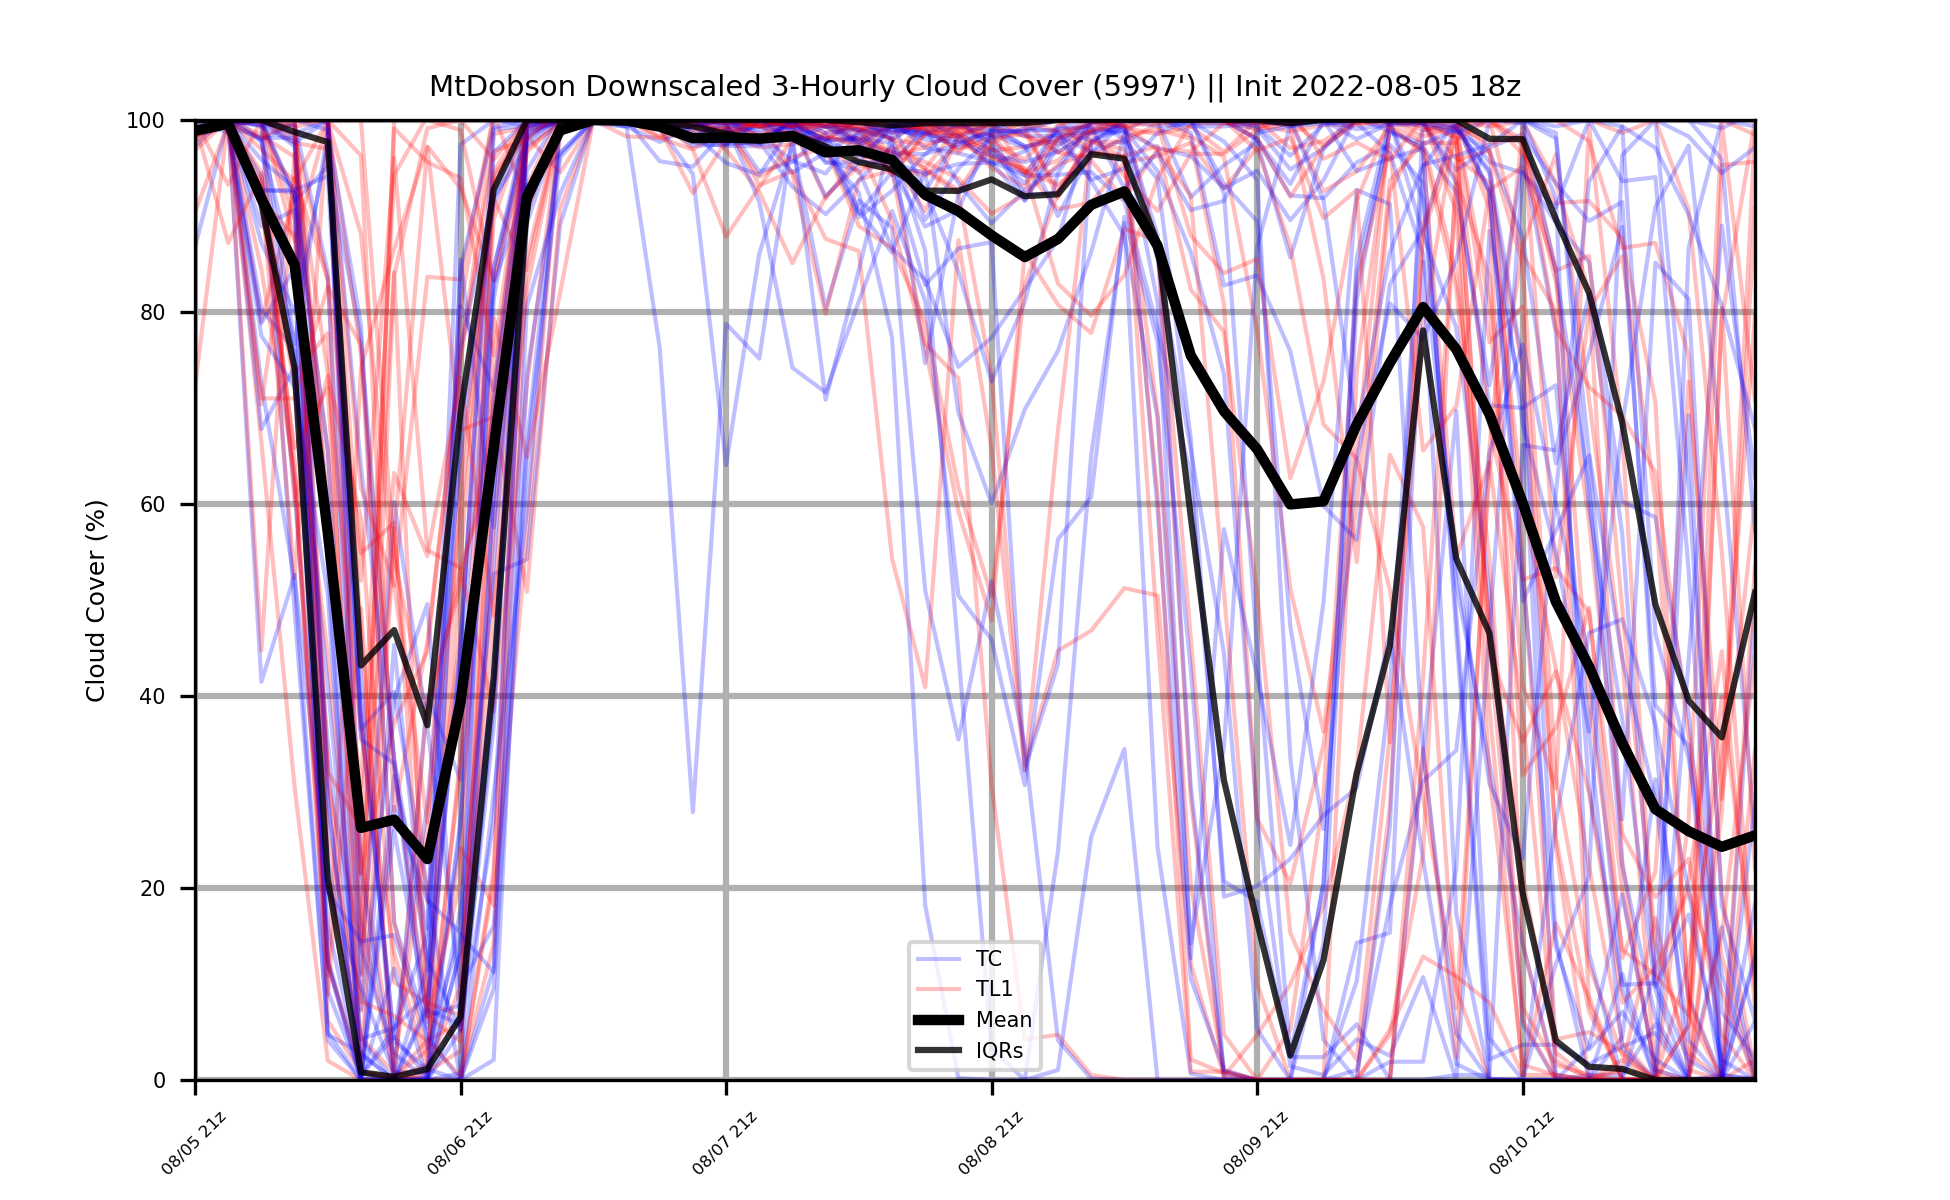 MtDobson Downscaled 3-Hourly Cloud Cover (5997') || Init 2022-08-05 18z
Cloud Cover (%)
100
80
60
40
20
0
TC
TL1
Mean
IQRs
08/05 21z
08/06 21z
08/07 21z
08/08 21z
08/09 21z
08/10 21z